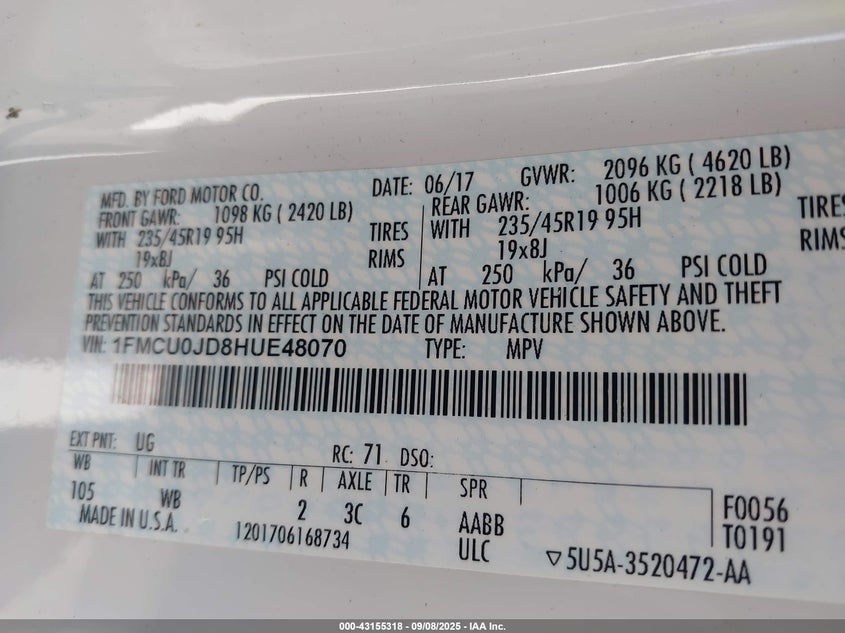 MFD. BY FORD MOTOR CO. DATE: 06/17 GVWR: 2096 KG ( 4620 LB)
FRONT GAWR: 1098 KG ( 2420 LB) REAR GAWR: 1006 KG ( 2218 LB)
WITH 235/45R19 95H TIRES WITH 235/45R19 95H TIRES
19x8J RIMS 19x8J RIMS
AT 250 kPa/ 36 PSI COLD AT 250 kPa/ 36 PSI COLD
THIS VEHICLE CONFORMS TO ALL APPLICABLE FEDERAL MOTOR VEHICLE SAFETY AND THEFT
PREVENTION STANDARDS IN EFFECT ON THE DATE OF MANUFACTURE SHOWN ABOVE.
VIN: 1FMCU0JD8HUE48070 TYPE: MPV
EXT PNT: UG RC: 71 DSO:
WB INT TR TP/PS R AXLE TR SPR
105 WB 2 3C 6 AABB F0056
MADE IN U.S.A. 1201706168734 ULC T0191
5U5A-3520472-AA
000-43155318 - 09/08/2025 - IAA Inc.